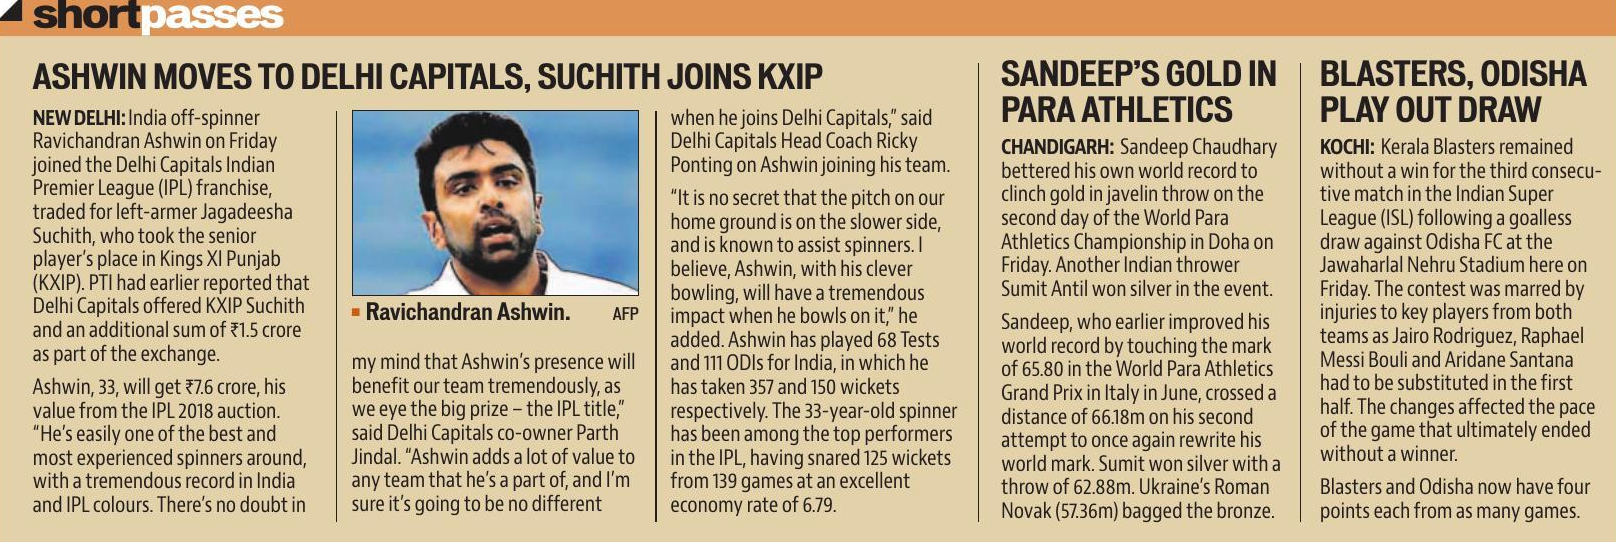 shortpasses
ASHWIN MOVES TO DELHI CAPITALS, SUCHITH JOINS KXIP
NEW DELHI: India off-spinner
Ravichandran Ashwin on Friday
joined the Delhi Capitals Indian
Premier League (IPL) franchise,
traded for left-armer Jagadeesha
Suchith, who took the senior
player's place in Kings XI Punjab
(KXIP). PTI had earlier reported that
Delhi Capitals offered KXIP Suchith
and an additional sum of ₹1.5 crore
as part of the exchange.
Ashwin, 33, will get ₹7.6 crore, his
value from the IPL 2018 auction.
"He's easily one of the best and
most experienced spinners around,
with a tremendous record in India
and IPL colours. There's no doubt in
Ravichandran Ashwin. AFP
my mind that Ashwin's presence will
benefit our team tremendously, as
we eye the big prize – the IPL title,"
said Delhi Capitals co-owner Parth
Jindal. "Ashwin adds a lot of value to
any team that he's a part of, and I'm
sure it's going to be no different
when he joins Delhi Capitals," said
Delhi Capitals Head Coach Ricky
Ponting on Ashwin joining his team.
"It is no secret that the pitch on our
home ground is on the slower side,
and is known to assist spinners. I
believe, Ashwin, with his clever
bowling, will have a tremendous
impact when he bowls on it," he
added. Ashwin has played 68 Tests
and 111 ODIs for India, in which he
has taken 357 and 150 wickets
respectively. The 33-year-old spinner
has been among the top performers
in the IPL, having snared 125 wickets
from 139 games at an excellent
economy rate of 6.79.
SANDEEP'S GOLD IN
PARA ATHLETICS
CHANDIGARH: Sandeep Chaudhary
bettered his own world record to
clinch gold in javelin throw on the
second day of the World Para
Athletics Championship in Doha on
Friday. Another Indian thrower
Sumit Antil won silver in the event.
Sandeep, who earlier improved his
world record by touching the mark
of 65.80 in the World Para Athletics
Grand Prix in Italy in June, crossed a
distance of 66.18m on his second
attempt to once again rewrite his
world mark. Sumit won silver with a
throw of 62.88m. Ukraine's Roman
Novak (57.36m) bagged the bronze.
BLASTERS, ODISHA
PLAY OUT DRAW
KOCHI: Kerala Blasters remained
without a win for the third consecu-
tive match in the Indian Super
League (ISL) following a goalless
draw against Odisha FC at the
Jawaharlal Nehru Stadium here on
Friday. The contest was marred by
injuries to key players from both
teams as Jairo Rodriguez, Raphael
Messi Bouli and Aridane Santana
had to be substituted in the first
half. The changes affected the pace
of the game that ultimately ended
without a winner.
Blasters and Odisha now have four
points each from as many games.